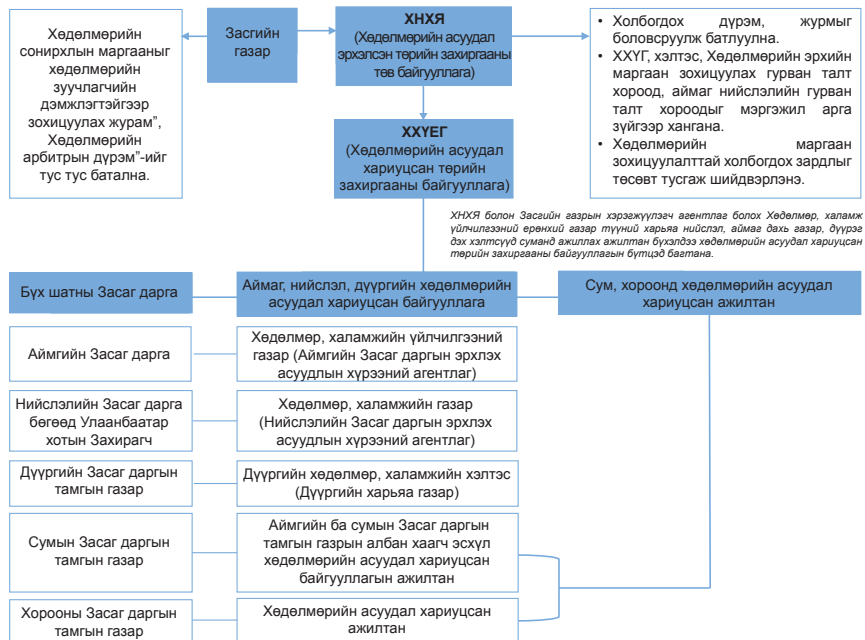 Хөдөлмөрийн
сонирхлын маргааныг
хөдөлмөрийн
зуучлагчийн
дэмжлэгтэйгээр
зохицуулах журам”,
Хөдөлмөрийн
арбитрын дүрэм”-ийг
тус тус батална.
Засгийн
газар
ХНХЯ
(Хөдөлмөрийн асуудал
эрхэлсэн төрийн захиргааны
төв байгууллага)
• Холбогдох дүрэм, журмыг
боловсруулж батлуулна.
• ХХҮГ, хэлтэс, Хөдөлмөрийн эрхийн
маргаан зохицуулах гурван талт
хороод, аймаг нийслэлийн гурван
талт хороодыг мэргэжил арга
зүйгээр хангана.
• Хөдөлмөрийн маргаан
зохицуулалттай холбогдох зардлыг
төсөвт тусгаж шийдвэрлэнэ.
ХХҮЕГ
(Хөдөлмөрийн асуудал
хариуцсан төрийн
захиргааны байгууллага)
ХНХЯ болон Засгийн газрын хэрэгжүүлэгч агентлаг болох Хөдөлмөр, халамж
үйлчилгээний ерөнхий газар түүний харьяа нийслэл, аймаг дахь газар, дүүрэг
дэх хэлтсүүд суманд ажиллах ажилтан бүхэлдээ хөдөлмөрийн асуудал хариуцсан
төрийн захиргааны байгууллагын бүтцэд багтана.
Бүх шатны Засаг дарга
Аймаг, нийслэл, дүүргийн хөдөлмөрийн
асуудал хариуцсан байгууллага
Сум, хороонд хөдөлмөрийн асуудал
хариуцсан ажилтан
Аймгийн Засаг дарга
Хөдөлмөр, халамжийн үйлчилгээний
газар (Аймгийн Засаг даргын эрхлэх
асуудлын хүрээний агентлаг)
Нийслэлийн Засаг дарга
бөгөөд Улаанбаатар
хотын Захирагч
Хөдөлмөр, халамжийн газар
(Нийслэлийн Засаг даргын эрхлэх
асуудлын хүрээний агентлаг)
Дүүргийн Засаг даргын
тамгын газар
Дүүргийн хөдөлмөр, халамжийн хэлтэс
(Дүүргийн харьяа газар)
Сумын Засаг даргын
тамгын газар
Аймгийн ба сумын Засаг даргын
тамгын газрын албан хаагч эсхүл
хөдөлмөрийн асуудал хариуцсан
байгууллагын ажилтан
Хорооны Засаг даргын
тамгын газар
Хөдөлмөрийн асуудал хариуцсан
ажилтан